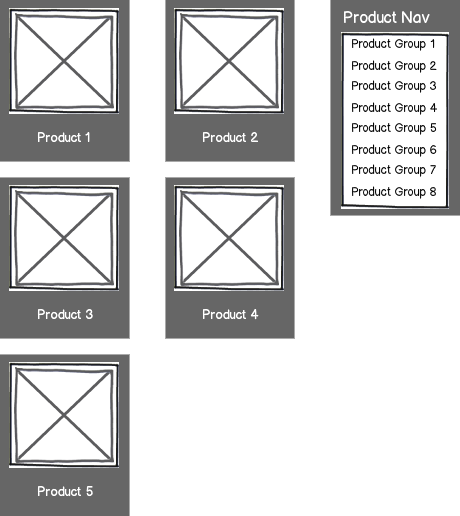 Product 1
Product 2
Product 3
Product 4
Product 5
Product Nav
Product Group 1
Product Group 2
Product Group 3
Product Group 4
Product Group 5
Product Group 6
Product Group 7
Product Group 8